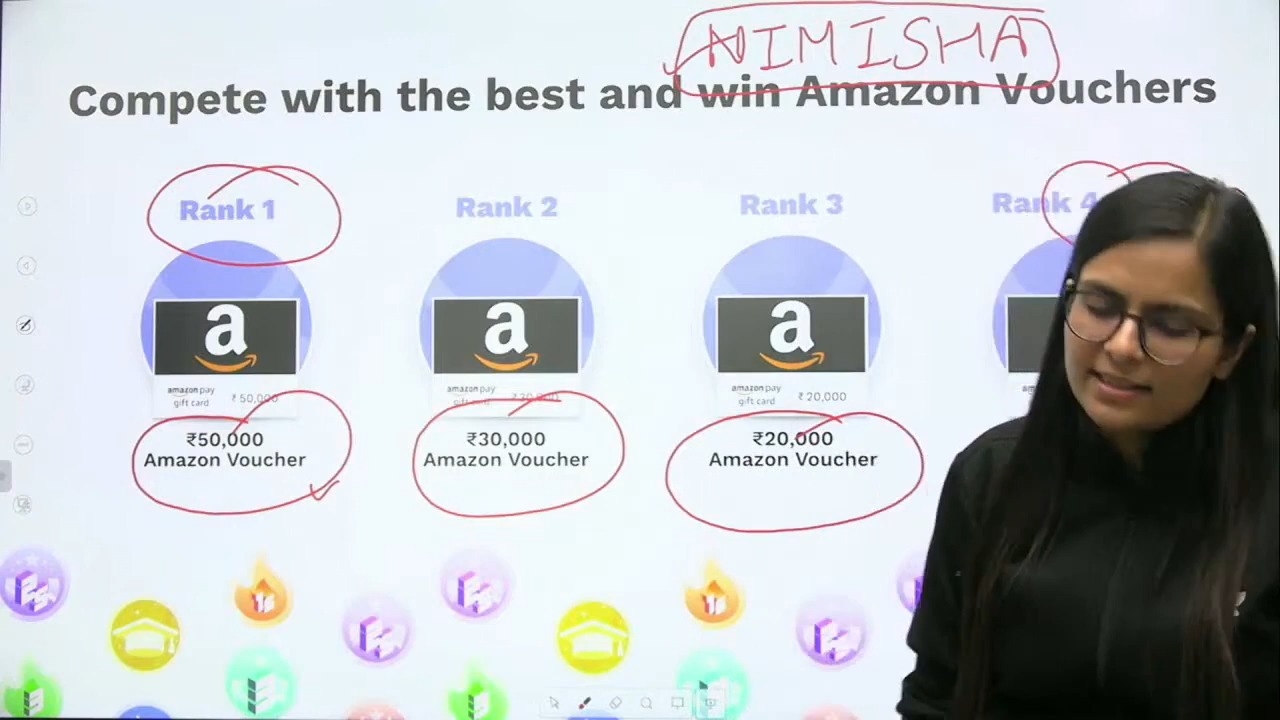 NIMISHA
Compete with the best and win Amazon Vouchers
Rank 1
Rank 2
Rank 3
Rank 4
a
a
a
amazon pay
gift card
₹ 50,000
amazon pay
gift card
₹ 30,000
amazon pay
gift card
₹ 20,000
₹50,000
Amazon Voucher
₹30,000
Amazon Voucher
₹20,000
Amazon Voucher